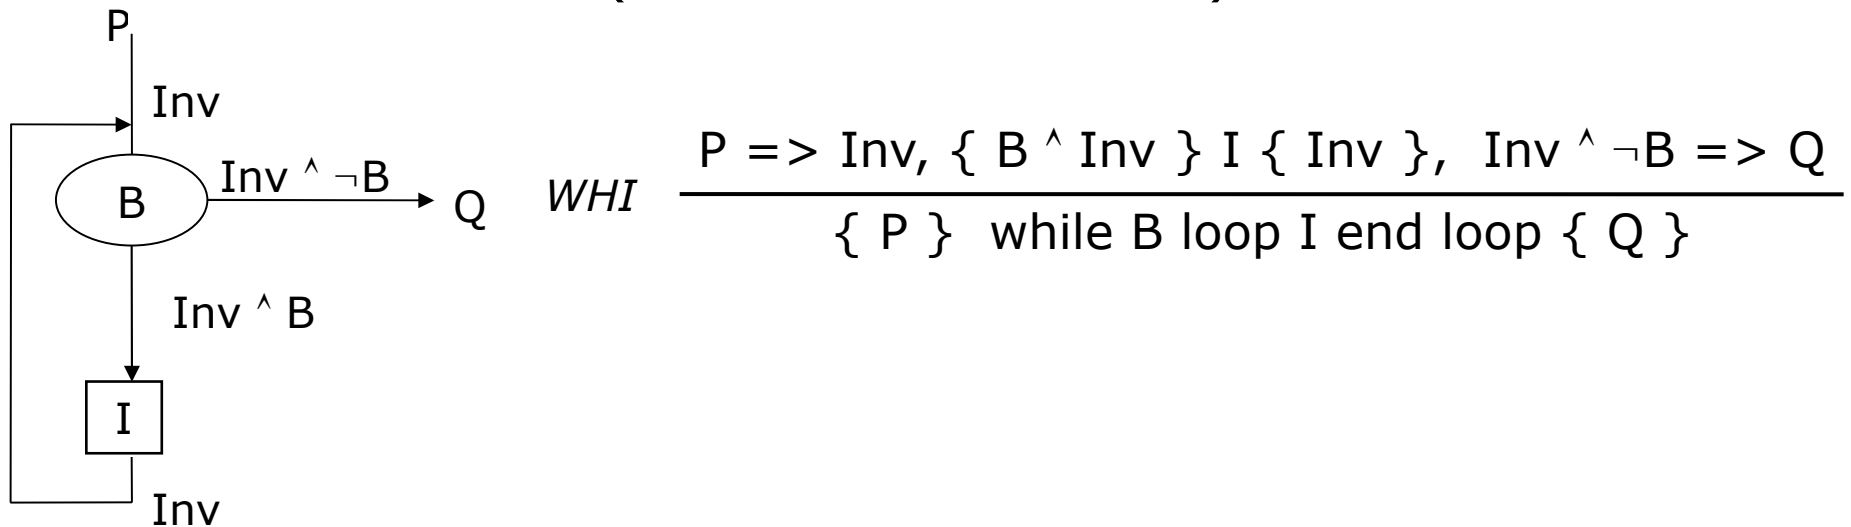 P
Inv
B
Inv ^ ¬B
Q
Inv ^ B
I
Inv
WHI
P => Inv, { B ^ Inv } I { Inv }, Inv ^ ¬B => Q
{ P } while B loop I end loop { Q }